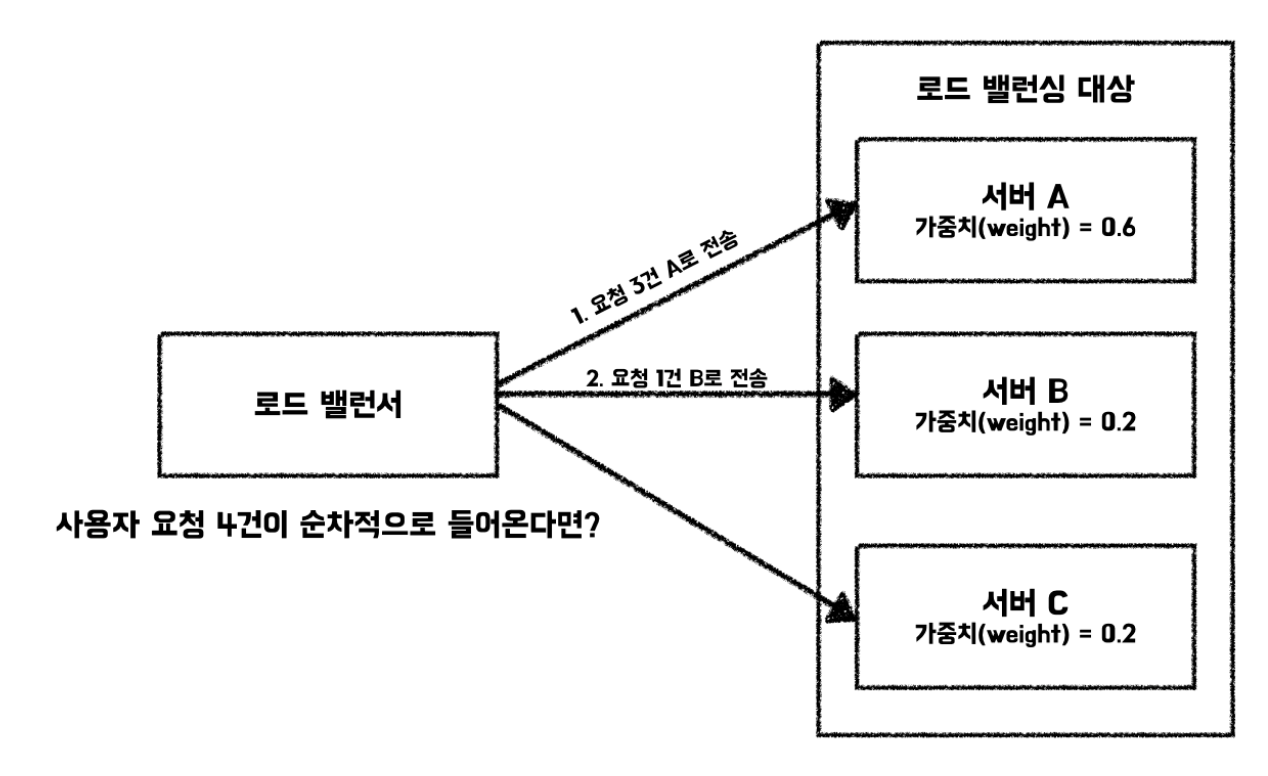 로드 밸런싱 대상
서버 A
가중치(weight) = 0.6
1. 요청 3건 A로 전송
2. 요청 1건 B로 전송
서버 B
가중치(weight) = 0.2
로드 밸런서
사용자 요청 4건이 순차적으로 들어온다면?
서버 C
가중치(weight) = 0.2